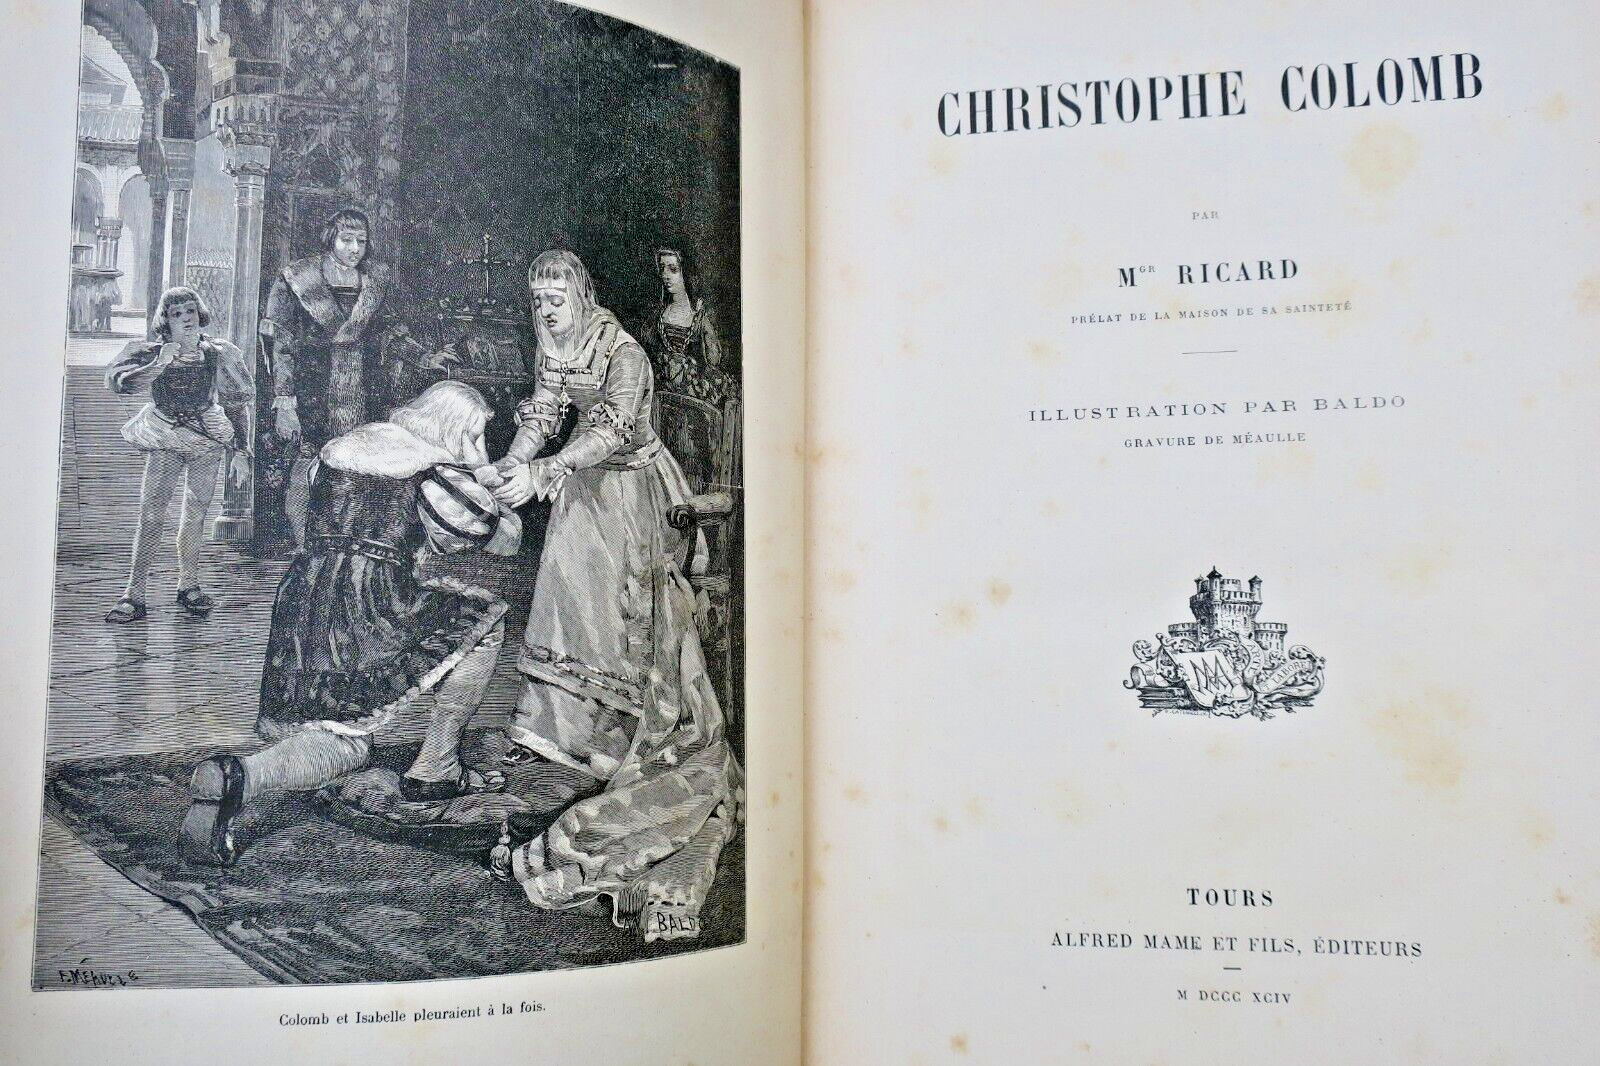 BALDO
F. MÉAULLE
Colomb et Isabelle pleuraient à la fois.
CHRISTOPHE COLOMB
PAR
MGR RICARD
PRÉLAT DE LA MAISON DE SA SAINTETÉ
ILLUSTRATION PAR BALDO
GRAVURE DE MÉAULLE
LABORE
TOURS
ALFRED MAME ET FILS, ÉDITEURS
M DCCC XCIV